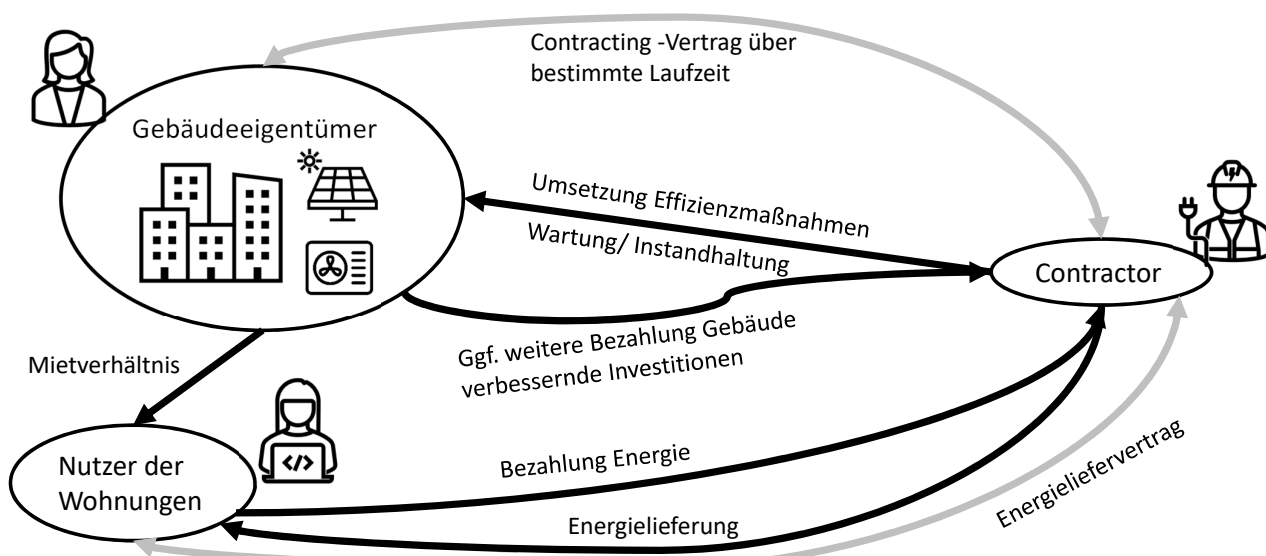 Contracting -Vertrag über
bestimmte Laufzeit
Gebäudeeigentümer
Umsetzung Effizienzmaßnahmen
Wartung/ Instandhaltung
Contractor
Ggf. weitere Bezahlung Gebäude
verbessernde Investitionen
Mietverhältnis
Nutzer der
Wohnungen
</>
Bezahlung Energie
Energielieferung
Energieliefervertrag